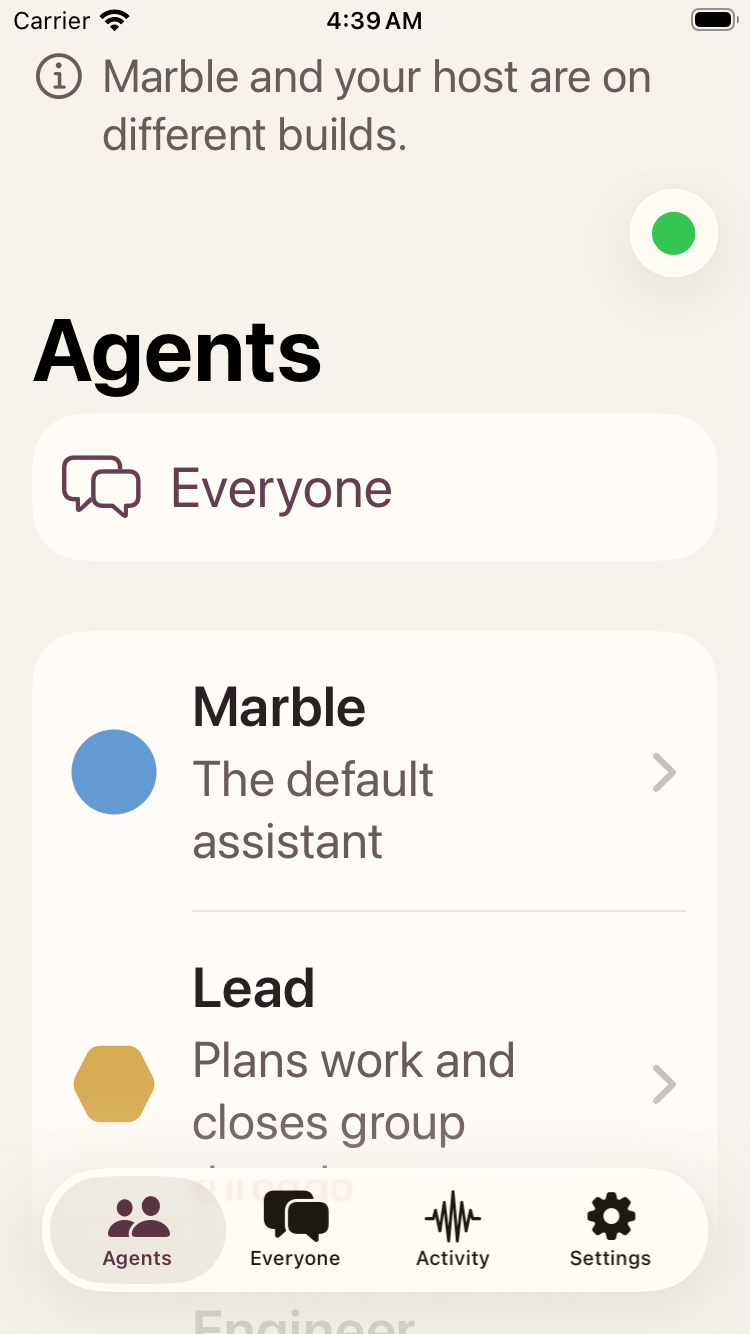 Carrier 4:39 AM
Marble and your host are on
different builds.
Agents
Everyone
Marble
The default
assistant
Lead
Plans work and
closes group
Agents Everyone Activity Settings
Engineer